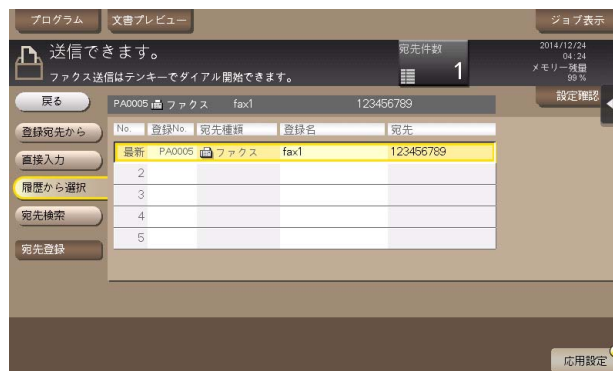 プログラム 文書プレビュー ジョブ表示
送信できます。
ファクス送信はテンキーでダイアル開始できます。
宛先件数
1
2014/12/24
04:24
メモリー残量
99 %
戻る
PA0005 ファクス fax1 123456789
設定確認
登録宛先から
直接入力
履歴から選択
宛先検索
宛先登録
No. 登録No. 宛先種類 登録名 宛先
最新 PA0005 ファクス fax1 123456789
2
3
4
5
応用設定